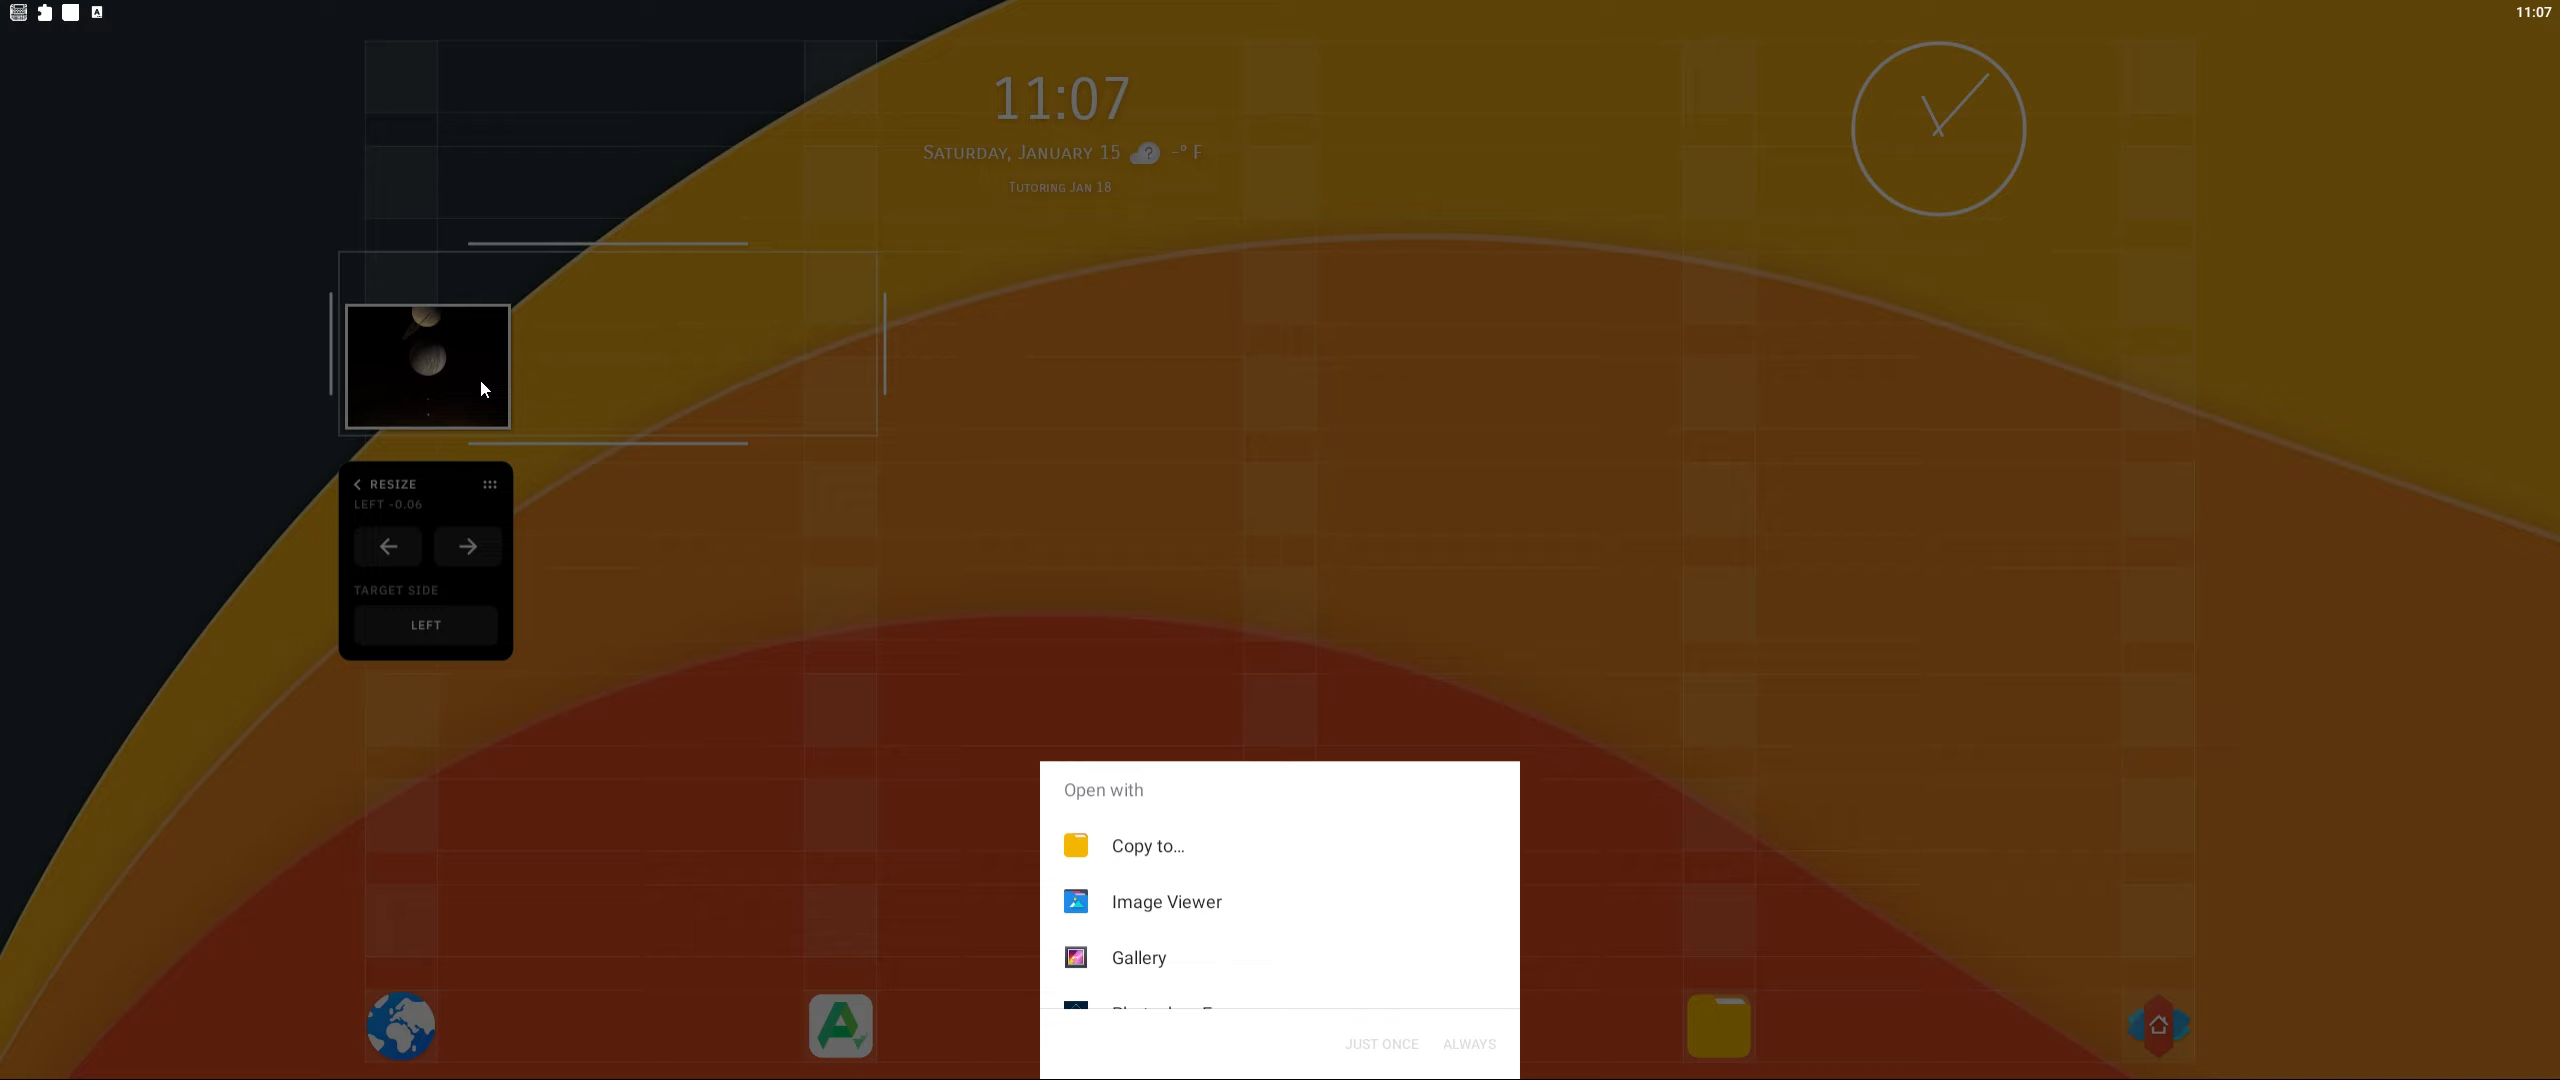 11:07
11:07
SATURDAY, JANUARY 15 -° F
TUTORING JAN 18
RESIZE
LEFT -0.06
TARGET SIDE
LEFT
Open with
Copy to...
Image Viewer
Gallery
JUST ONCE ALWAYS